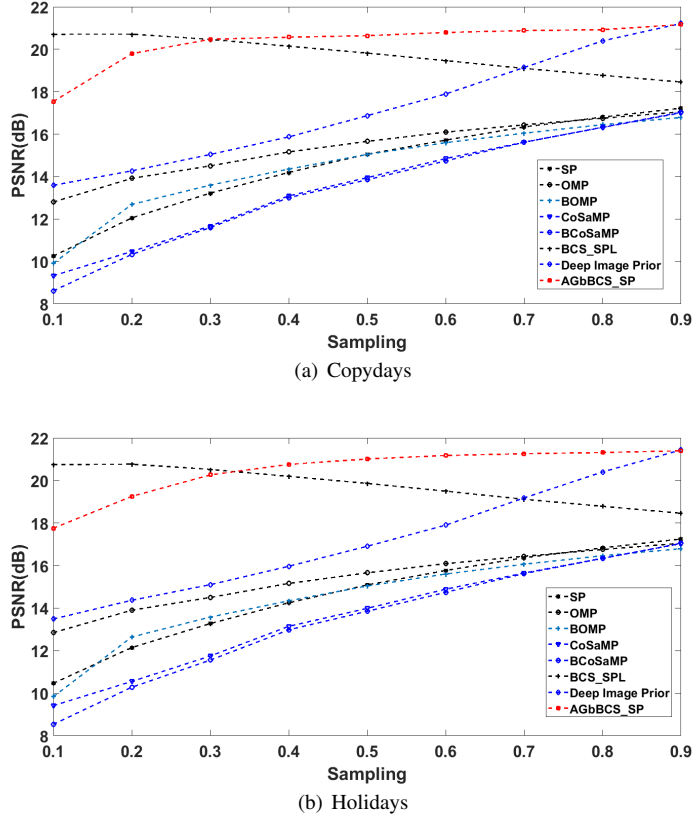 22
20
18
16
14
12
10
8
PSNR(dB)
SP
OMP
BOMP
CoSaMP
BCoSaMP
BCS_SPL
Deep Image Prior
AGbBCS_SP
0.1 0.2 0.3 0.4 0.5 0.6 0.7 0.8 0.9
Sampling
(a) Copydays
22
20
18
16
14
12
10
8
PSNR(dB)
SP
OMP
BOMP
CoSaMP
BCoSaMP
BCS_SPL
Deep Image Prior
AGbBCS_SP
0.1 0.2 0.3 0.4 0.5 0.6 0.7 0.8 0.9
Sampling
(b) Holidays